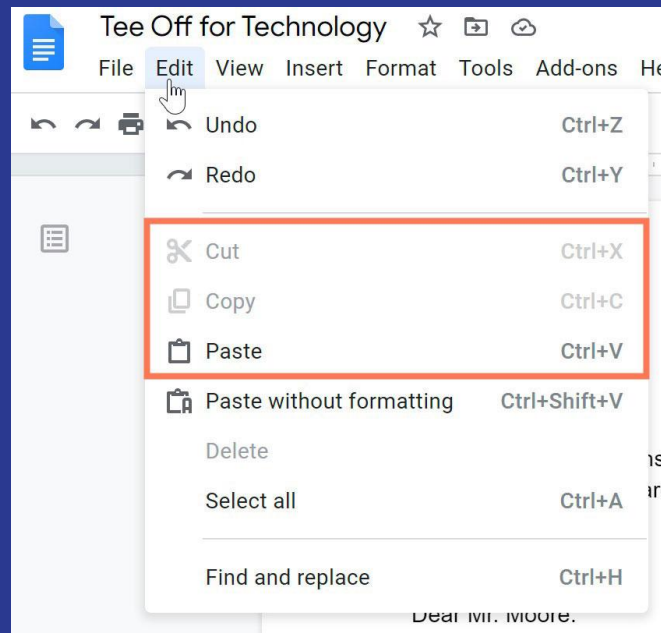 Tee Off for Technology
File Edit View Insert Format Tools Add-ons He
Undo Ctrl+Z
Redo Ctrl+Y
Cut Ctrl+X
Copy Ctrl+C
Paste Ctrl+V
Paste without formatting Ctrl+Shift+V
Delete
Select all Ctrl+A
Find and replace Ctrl+H
Dear Mr. Moore: